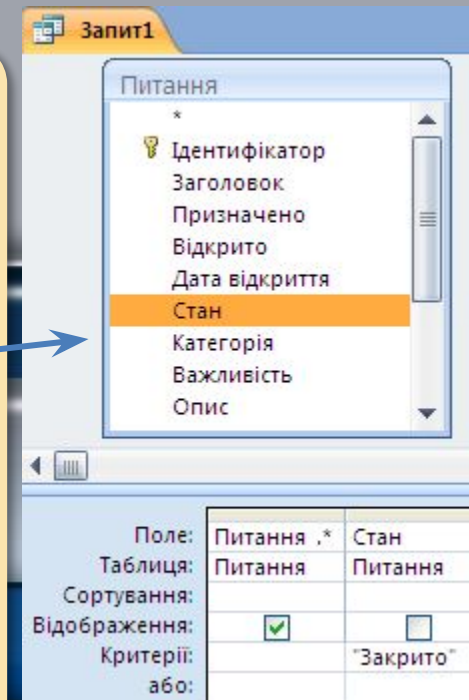 Запит1
Питання
*
Ідентифікатор
Заголовок
Призначено
Відкрито
Дата відкриття
Стан
Категорія
Важливість
Опис
Поле: Питання .* Стан
Таблиця: Питання Питання
Сортування:
Відображення:
Критерії: "Закрито"
або: